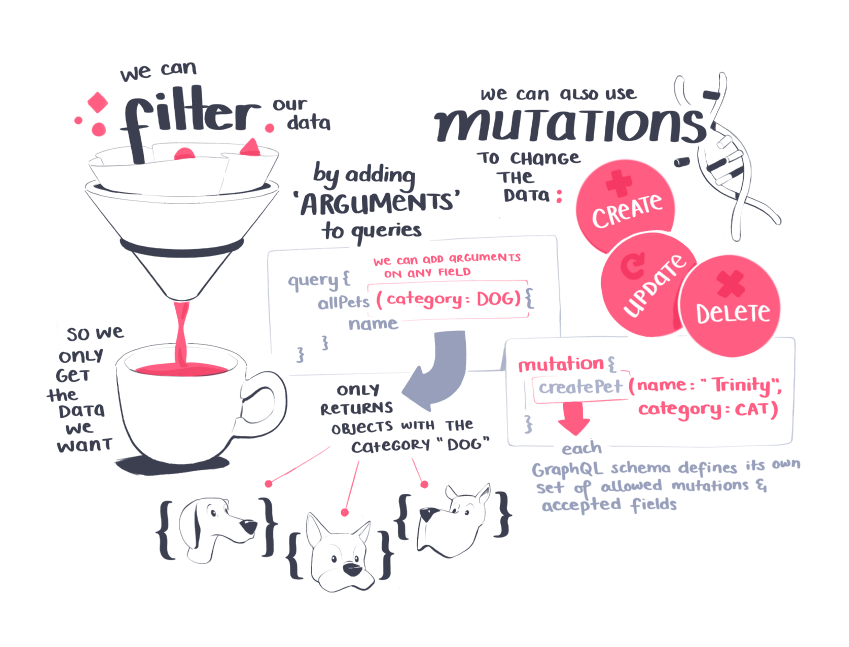 we can
filter our
data
by adding
'ARGUMENTS'
to queries
we can add arguments
on any field
query {
allPets (category: DOG) {
name
}
}
so we
only
get
the
data
we
want
only
returns
objects with the
category "DOG"
{ }
{ }
{ }
we can also use
mutations
to change
the
data:
CREATE
UPDATE
DELETE
mutation {
createPet (name: "Trinity",
category: CAT)
}
each
GraphQL schema defines its own
set of allowed mutations &
accepted fields